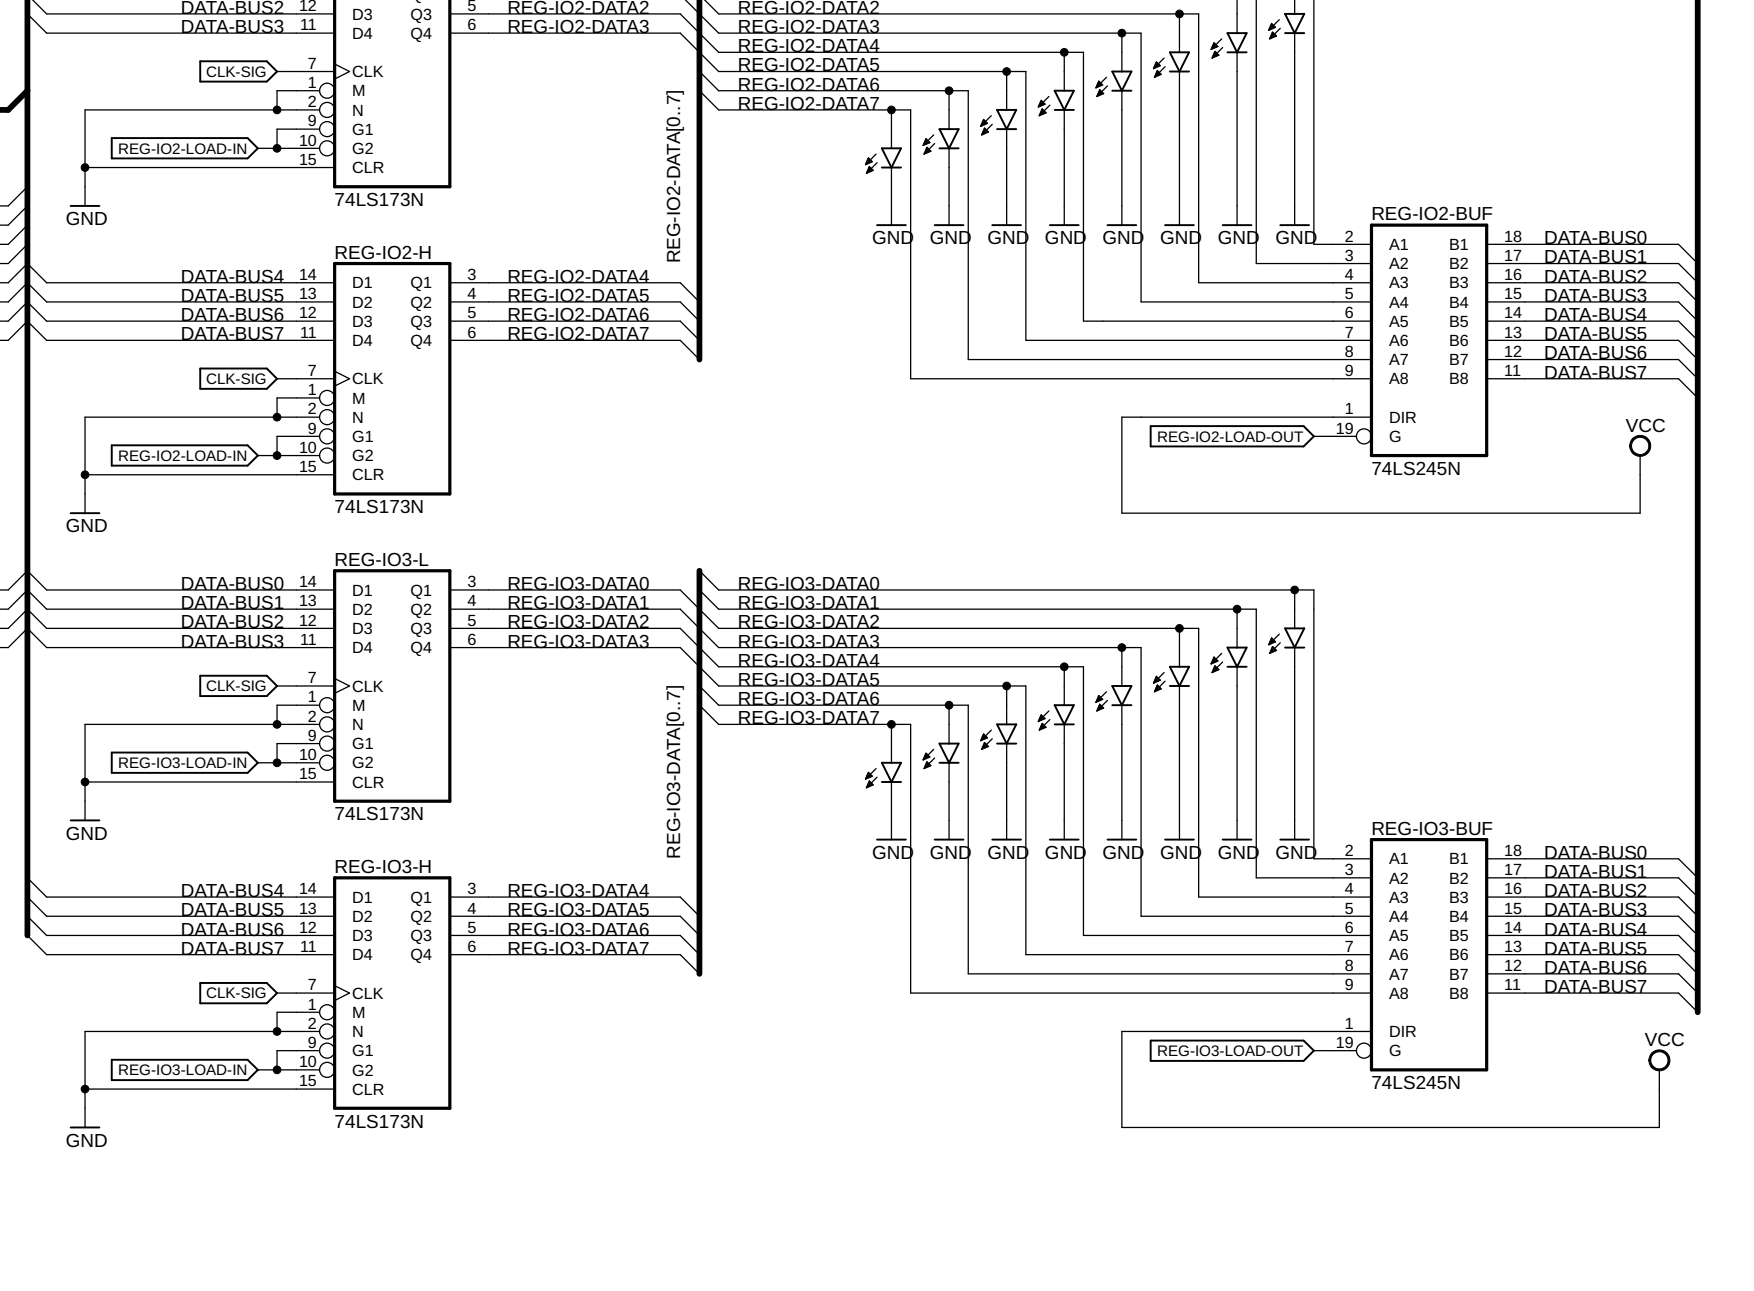 DATA-BUS2 12 D3 Q3 5 REG-IO2-DATA2
DATA-BUS3 11 D4 Q4 6 REG-IO2-DATA3
CLK-SIG 7 CLK
1 M
2 N
9 G1
REG-IO2-LOAD-IN 10 G2
15 CLR
74LS173N
GND
REG-IO2-DATA[0..7]
REG-IO2-DATA2
REG-IO2-DATA3
REG-IO2-DATA4
REG-IO2-DATA5
REG-IO2-DATA6
REG-IO2-DATA7
GND GND GND GND GND GND GND GND
REG-IO2-BUF
2 A1 B1 18 DATA-BUS0
3 A2 B2 17 DATA-BUS1
4 A3 B3 16 DATA-BUS2
5 A4 B4 15 DATA-BUS3
6 A5 B5 14 DATA-BUS4
7 A6 B6 13 DATA-BUS5
8 A7 B7 12 DATA-BUS6
9 A8 B8 11 DATA-BUS7
1 DIR
REG-IO2-LOAD-OUT 19 G
74LS245N
VCC
REG-IO2-H
DATA-BUS4 14 D1 Q1 3 REG-IO2-DATA4
DATA-BUS5 13 D2 Q2 4 REG-IO2-DATA5
DATA-BUS6 12 D3 Q3 5 REG-IO2-DATA6
DATA-BUS7 11 D4 Q4 6 REG-IO2-DATA7
CLK-SIG 7 CLK
1 M
2 N
9 G1
REG-IO2-LOAD-IN 10 G2
15 CLR
74LS173N
GND
REG-IO3-L
DATA-BUS0 14 D1 Q1 3 REG-IO3-DATA0
DATA-BUS1 13 D2 Q2 4 REG-IO3-DATA1
DATA-BUS2 12 D3 Q3 5 REG-IO3-DATA2
DATA-BUS3 11 D4 Q4 6 REG-IO3-DATA3
CLK-SIG 7 CLK
1 M
2 N
9 G1
REG-IO3-LOAD-IN 10 G2
15 CLR
74LS173N
GND
REG-IO3-DATA[0..7]
REG-IO3-DATA0
REG-IO3-DATA1
REG-IO3-DATA2
REG-IO3-DATA3
REG-IO3-DATA4
REG-IO3-DATA5
REG-IO3-DATA6
REG-IO3-DATA7
GND GND GND GND GND GND GND GND
REG-IO3-BUF
2 A1 B1 18 DATA-BUS0
3 A2 B2 17 DATA-BUS1
4 A3 B3 16 DATA-BUS2
5 A4 B4 15 DATA-BUS3
6 A5 B5 14 DATA-BUS4
7 A6 B6 13 DATA-BUS5
8 A7 B7 12 DATA-BUS6
9 A8 B8 11 DATA-BUS7
1 DIR
REG-IO3-LOAD-OUT 19 G
74LS245N
VCC
REG-IO3-H
DATA-BUS4 14 D1 Q1 3 REG-IO3-DATA4
DATA-BUS5 13 D2 Q2 4 REG-IO3-DATA5
DATA-BUS6 12 D3 Q3 5 REG-IO3-DATA6
DATA-BUS7 11 D4 Q4 6 REG-IO3-DATA7
CLK-SIG 7 CLK
1 M
2 N
9 G1
REG-IO3-LOAD-IN 10 G2
15 CLR
74LS173N
GND